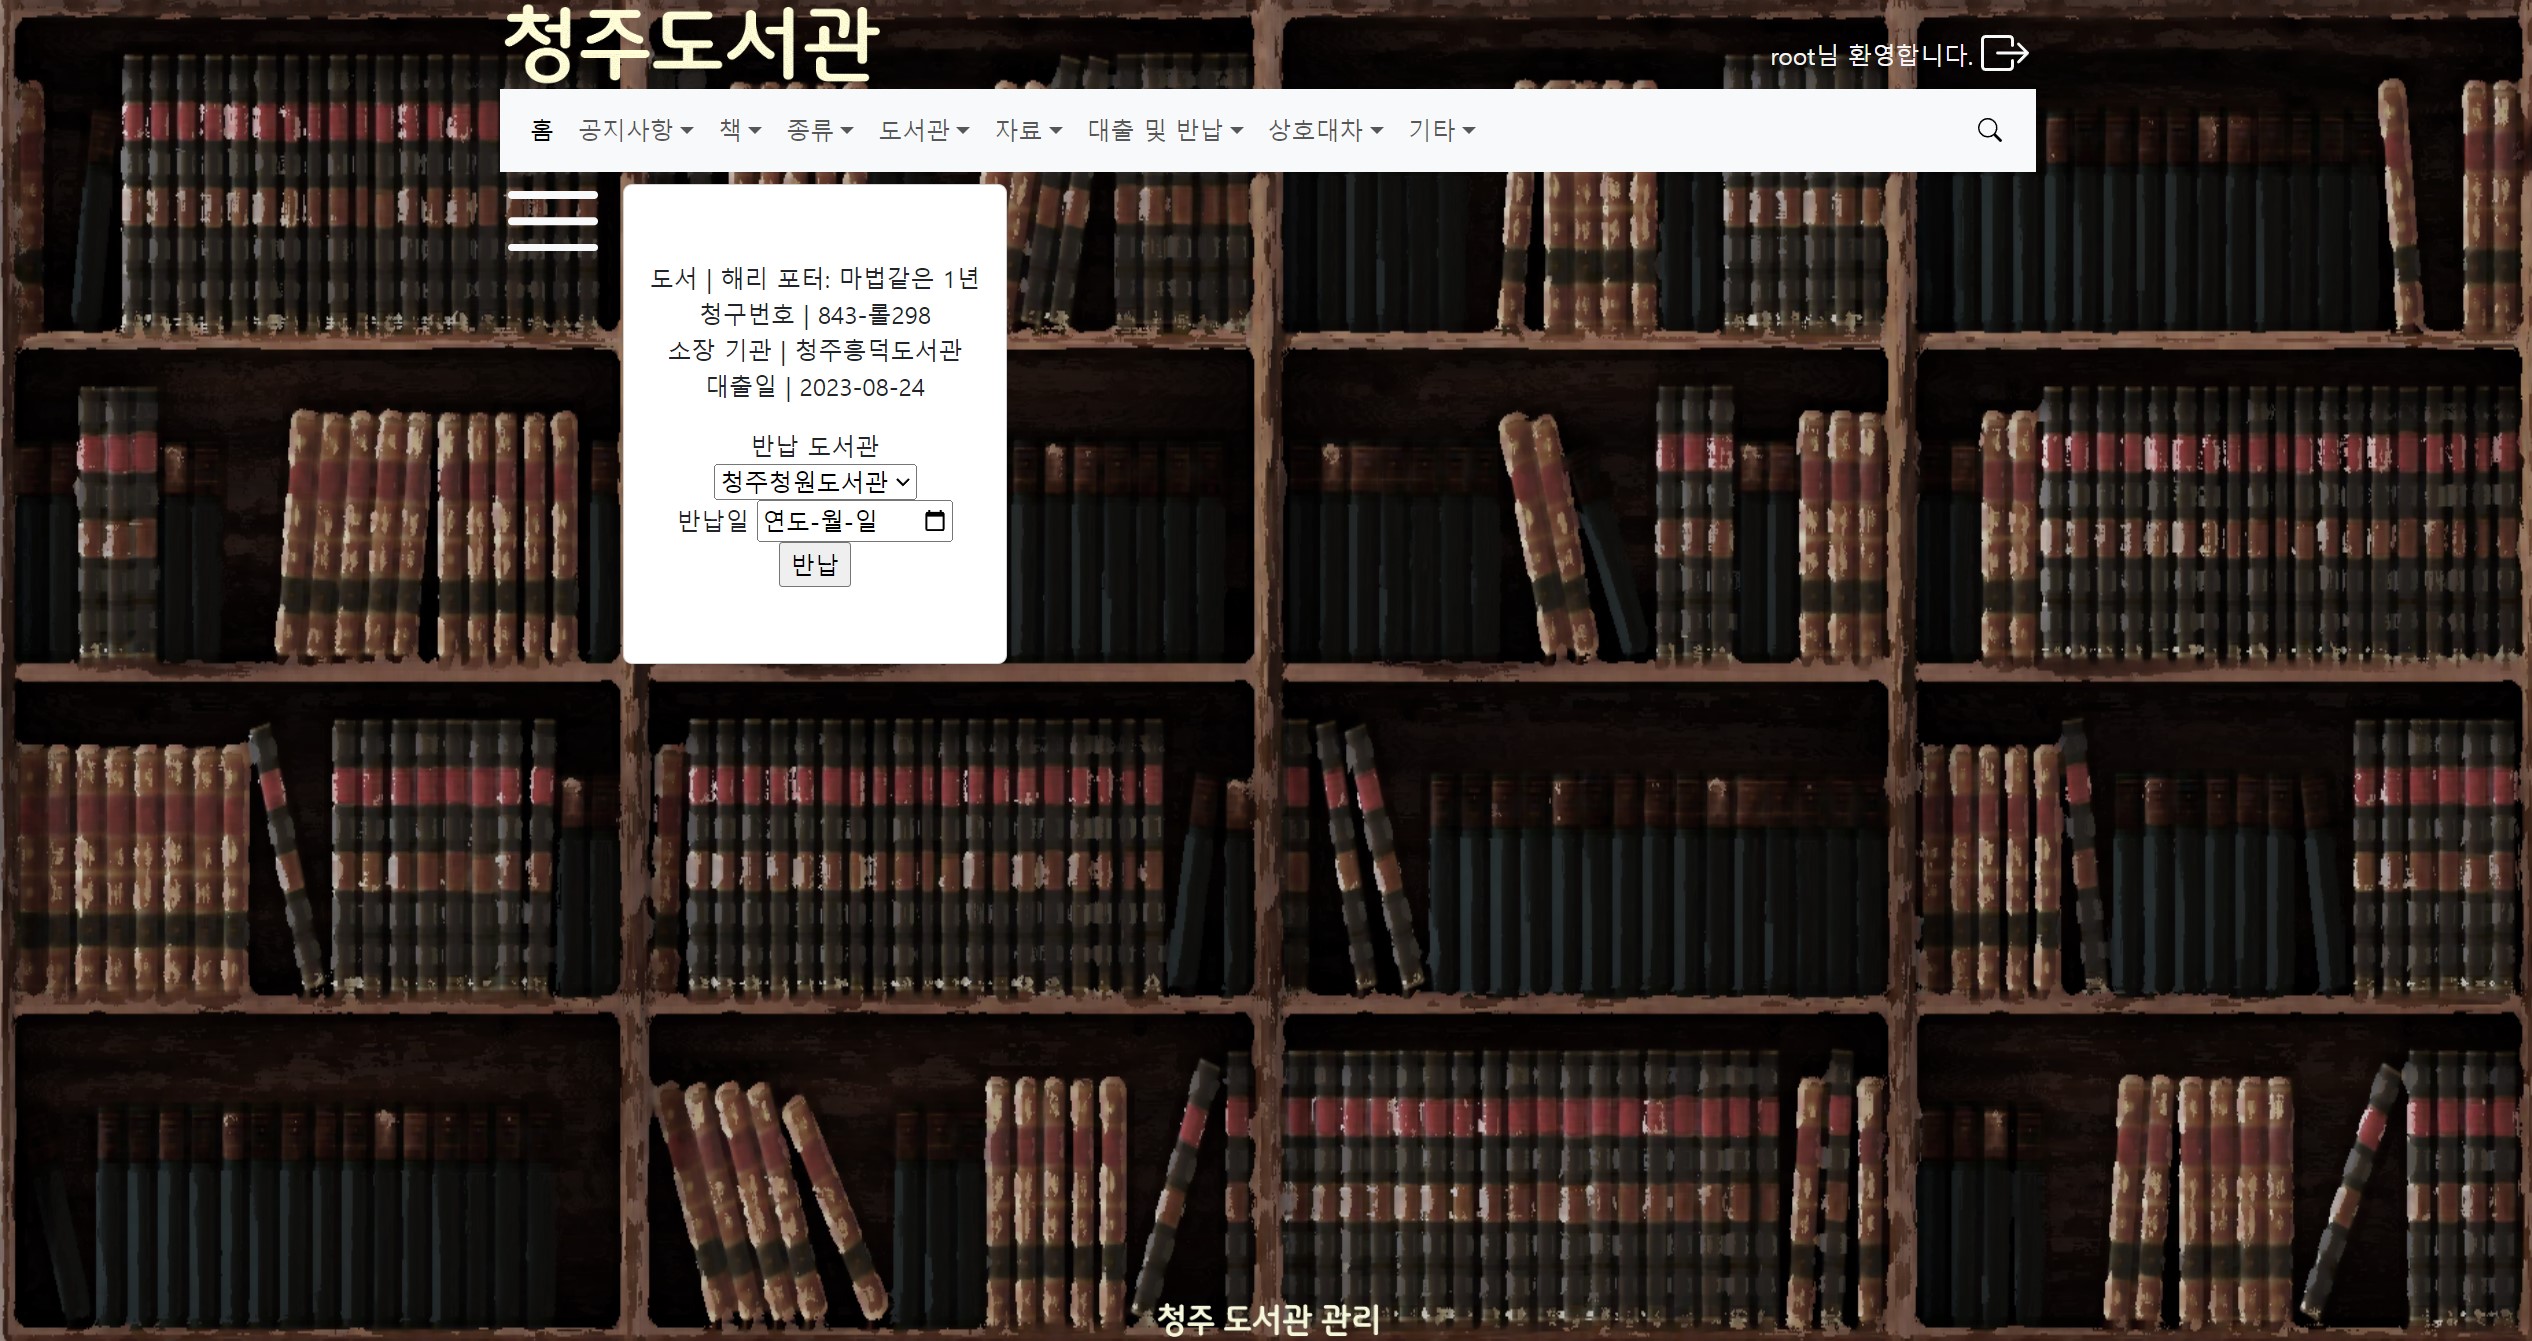 청주도서관
root님 환영합니다.
홈 공지사항 책 종류 도서관 자료 대출 및 반납 상호대차 기타
도서 | 해리 포터: 마법같은 1년
청구번호 | 843-롤298
소장 기관 | 청주흥덕도서관
대출일 | 2023-08-24
반납 도서관
청주청원도서관
반납일 연도-월-일
반납
청주 도서관 관리